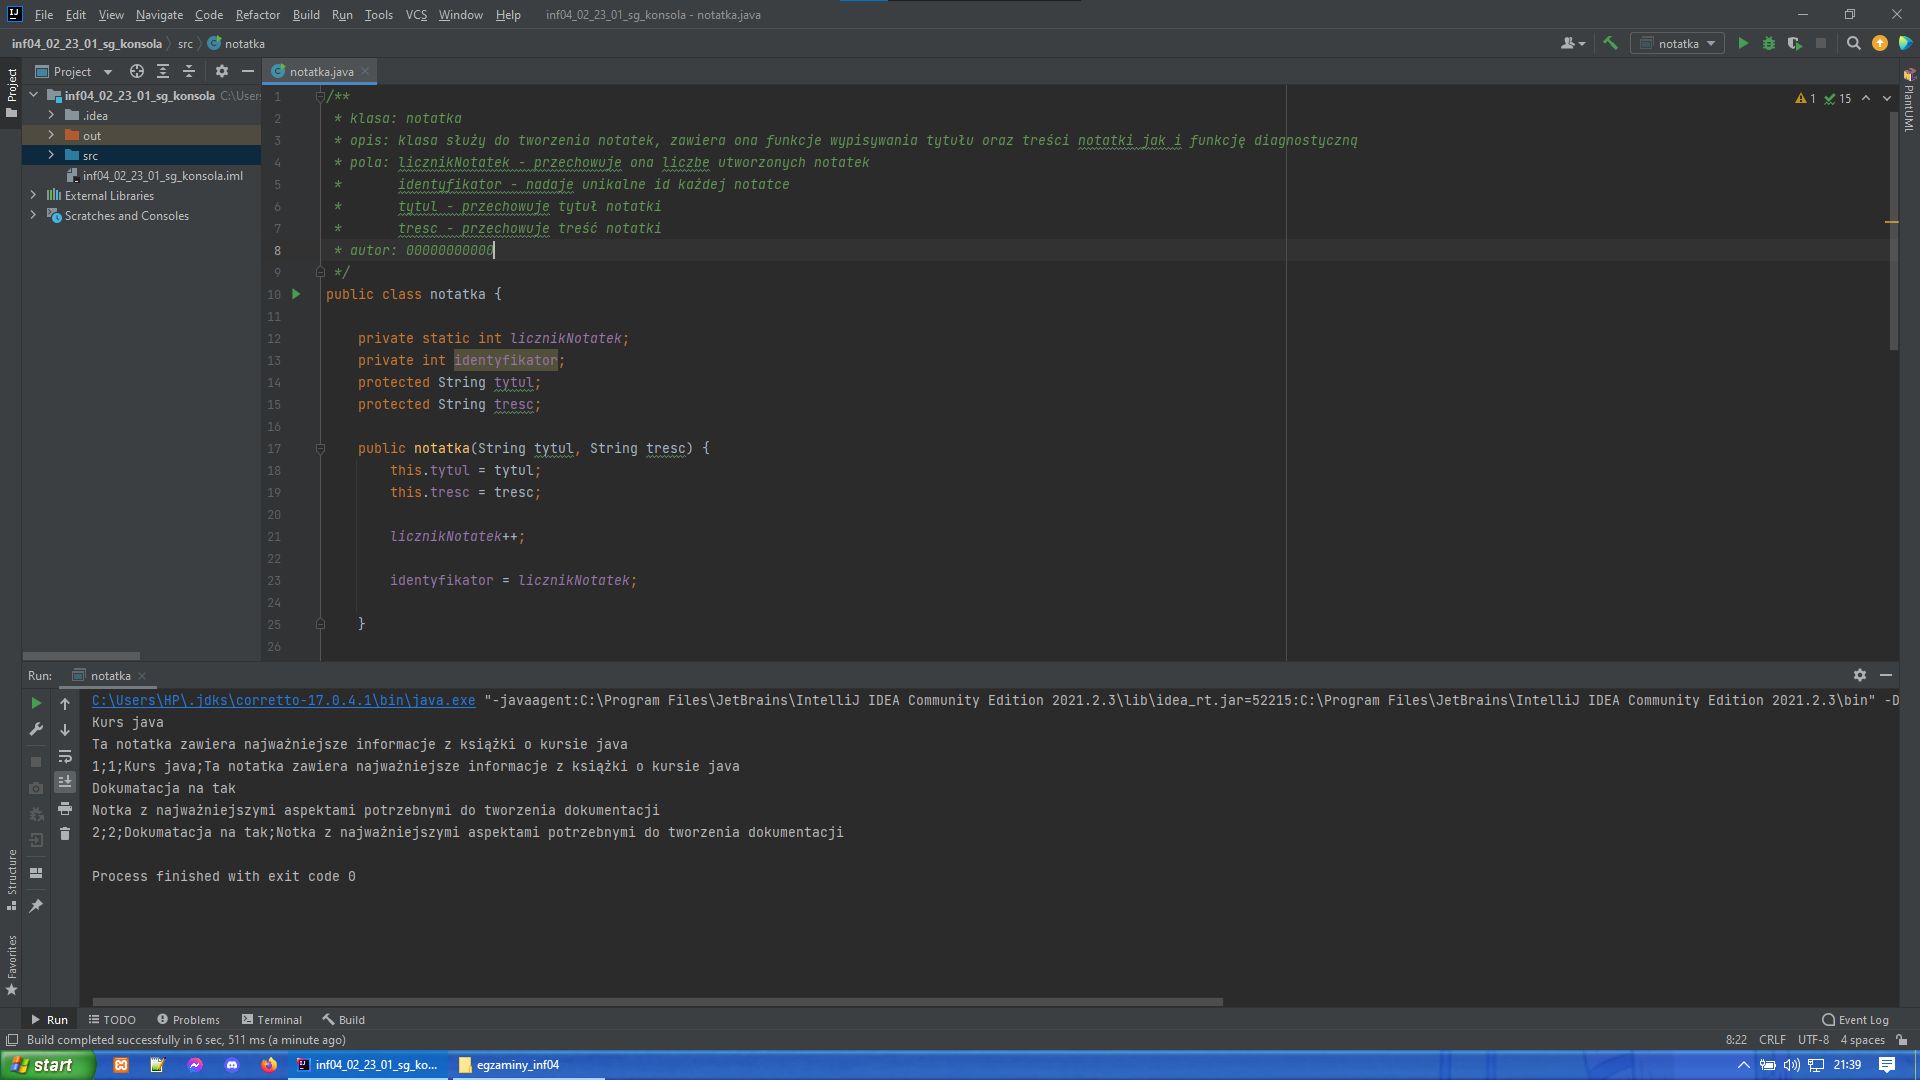 File Edit View Navigate Code Refactor Build Run Tools VCS Window Help inf04_02_23_01_sg_konsola - notatka.java
inf04_02_23_01_sg_konsola src notatka
notatka
Project
notatka.java
Project
inf04_02_23_01_sg_konsola C:\Users
.idea
out
src
inf04_02_23_01_sg_konsola.iml
External Libraries
Scratches and Consoles
1 /**
2 * klasa: notatka
3 * opis: klasa służy do tworzenia notatek, zawiera ona funkcje wypisywania tytułu oraz treści notatki jak i funkcję diagnostyczną
4 * pola: licznikNotatek - przechowuje ona liczbe utworzonych notatek
5 * identyfikator - nadaje unikalne id każdej notatce
6 * tytul - przechowuje tytuł notatki
7 * tresc - przechowuje treść notatki
8 * autor: 00000000000
9 */
10 public class notatka {
11
12 private static int licznikNotatek;
13 private int identyfikator;
14 protected String tytul;
15 protected String tresc;
16
17 public notatka(String tytul, String tresc) {
18 this.tytul = tytul;
19 this.tresc = tresc;
20
21 licznikNotatek++;
22
23 identyfikator = licznikNotatek;
24
25 }
26
1 15
PlantUML
Run: notatka
C:\Users\HP\.jdks\corretto-17.0.4.1\bin\java.exe "-javaagent:C:\Program Files\JetBrains\IntelliJ IDEA Community Edition 2021.2.3\lib\idea_rt.jar=52215:C:\Program Files\JetBrains\IntelliJ IDEA Community Edition 2021.2.3\bin" -D
Kurs java
Ta notatka zawiera najważniejsze informacje z książki o kursie java
1;1;Kurs java;Ta notatka zawiera najważniejsze informacje z książki o kursie java
Dokumatacja na tak
Notka z najważniejszymi aspektami potrzebnymi do tworzenia dokumentacji
2;2;Dokumatacja na tak;Notka z najważniejszymi aspektami potrzebnymi do tworzenia dokumentacji
Process finished with exit code 0
Structure
Favorites
Run TODO Problems Terminal Build Event Log
Build completed successfully in 6 sec, 511 ms (a minute ago) 8:22 CRLF UTF-8 4 spaces
start inf04_02_23_01_sg_ko... egzaminy_inf04 21:39